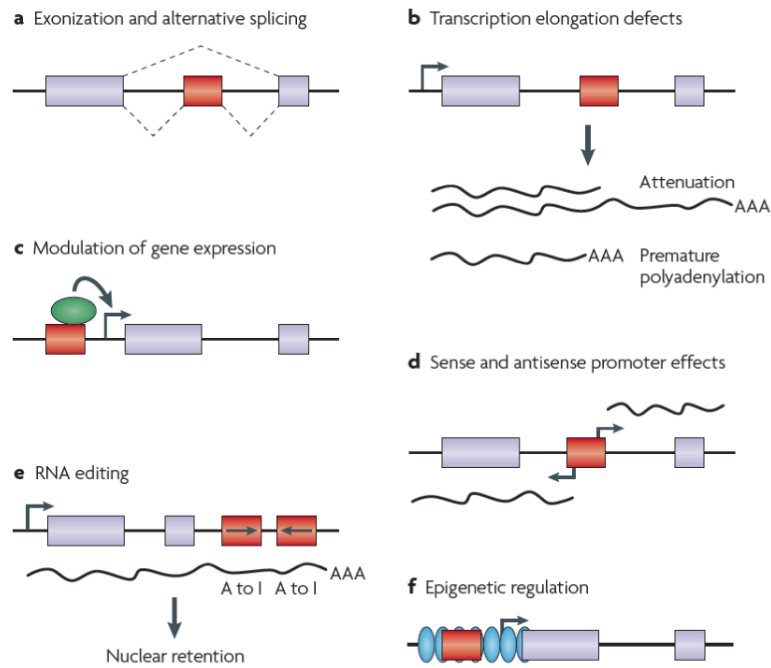 a Exonization and alternative splicing
b Transcription elongation defects
Attenuation
AAA
AAA
Premature
polyadenylation
c Modulation of gene expression
d Sense and antisense promoter effects
e RNA editing
AAA
A to I A to I
Nuclear retention
f Epigenetic regulation